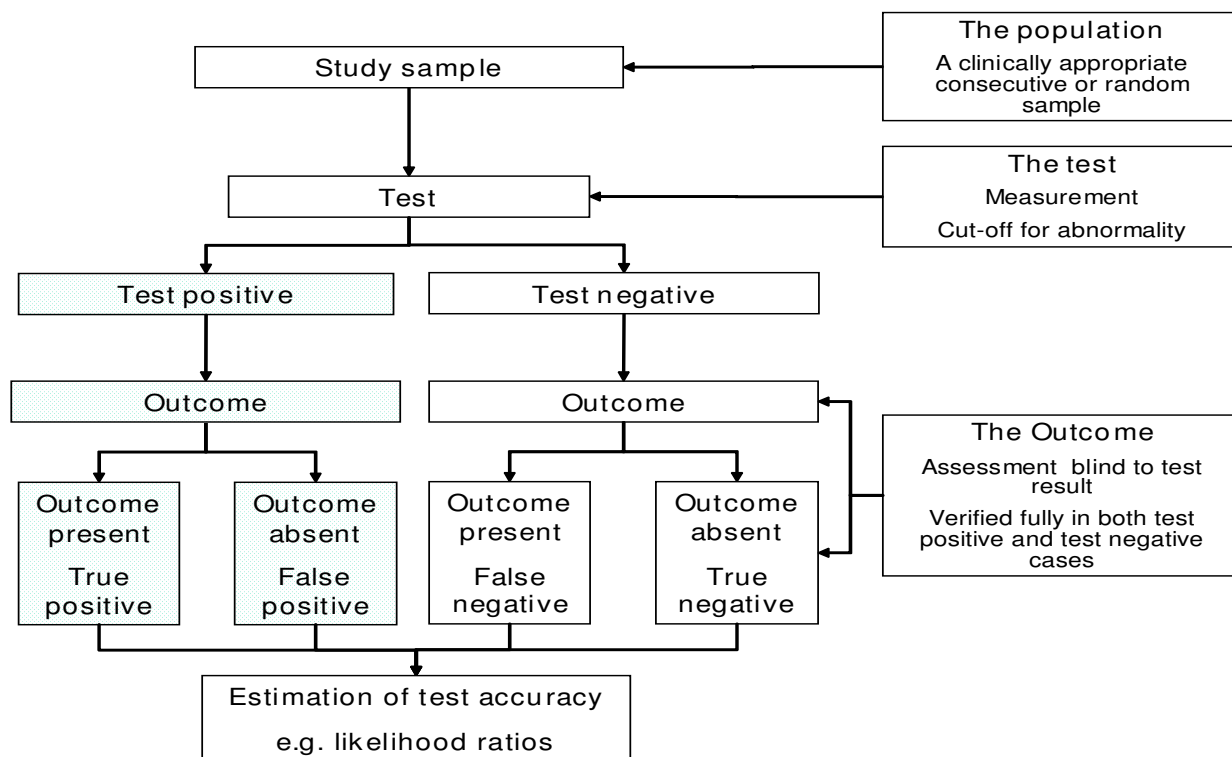 Study sample
The population
A clinically appropriate
consecutive or random
sample
Test
The test
Measurement
Cut-off for abnormality
Test positive
Test negative
Outcome
Outcome
The Outcome
Assessment blind to test
result
Verified fully in both test
positive and test negative
cases
Outcome
present
True
positive
Outcome
absent
False
positive
Outcome
present
False
negative
Outcome
absent
True
negative
Estimation of test accuracy
e.g. likelihood ratios